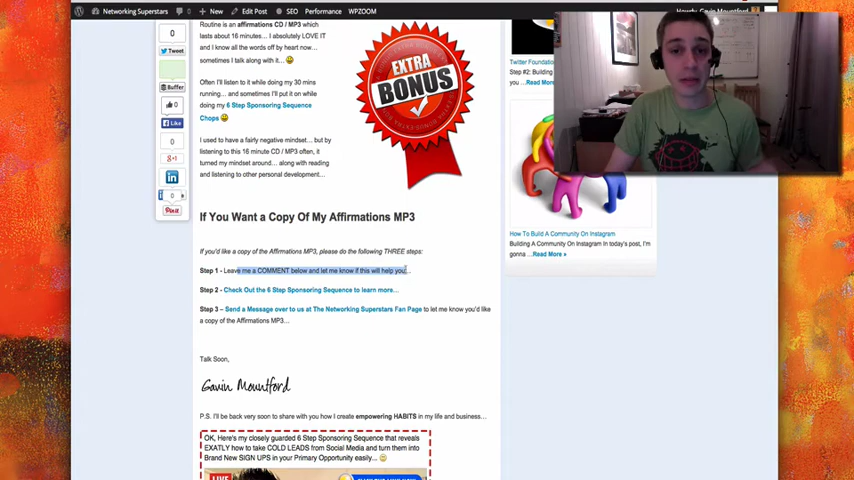 Networking Superstars
New
Edit Post
SEO
Performance
WPZOOM
Howdy, Gavin Mountford
0
Tweet
Buffer
0
Like
0
g+1
in
0
Pin it
Routine is an affirmations CD / MP3 which
lasts about 16 minutes… I absolutely LOVE IT
and I know all the words off by heart now…
sometimes I talk along with it…
Often I'll listen to it while doing my 30 mins
running… and sometimes I'll put it on while
doing my 6 Step Sponsoring Sequence
Chops
I used to have a fairly negative mindset… but by
listening to this 16 minute CD / MP3 often, it
turned my mindset around… along with reading
and listening to other personal development…
EXTRA
BONUS
If You Want a Copy Of My Affirmations MP3
If you'd like a copy of the Affirmations MP3, please do the following THREE steps:
Step 1 - Leave me a COMMENT below and let me know if this will help you…
Step 2 - Check Out the 6 Step Sponsoring Sequence to learn more…
Step 3 – Send a Message over to us at The Networking Superstars Fan Page to let me know you'd like
a copy of the Affirmations MP3…
Talk Soon,
Gavin Mountford
P.S. I'll be back very soon to share with you how I create empowering HABITS in my life and business…
OK, Here's my closely guarded 6 Step Sponsoring Sequence that reveals
EXATLY how to take COLD LEADS from Social Media and turn them into
Brand New SIGN UPS in your Primary Opportunity easily…
LIVE
Twitter Foundation
Step #2: Building
you … Read More
How To Build A Community On Instagram
Building A Community On Instagram In today's post, I'm
gonna … Read More »